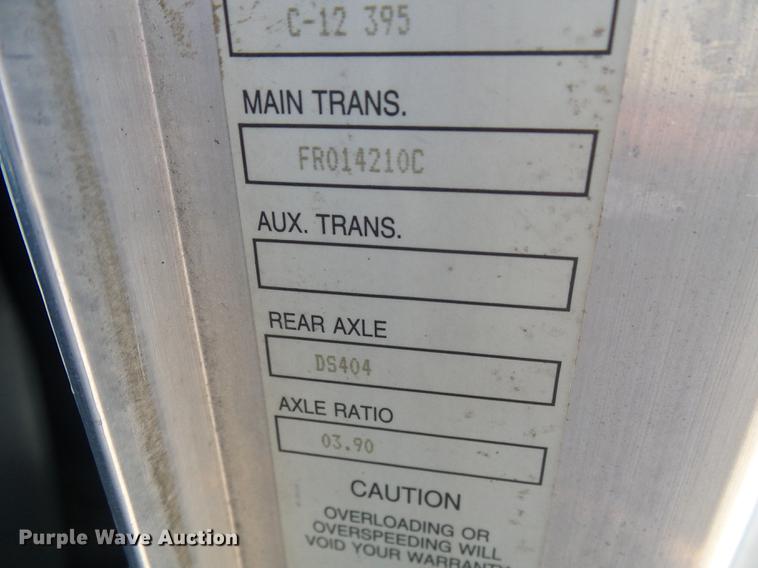 C-12 395
MAIN TRANS.
FRO14210C
AUX. TRANS.
REAR AXLE
DS404
AXLE RATIO
03.90
CAUTION
OVERLOADING OR
OVERSPEEDING WILL
VOID YOUR WARRANTY
Purple Wave Auction